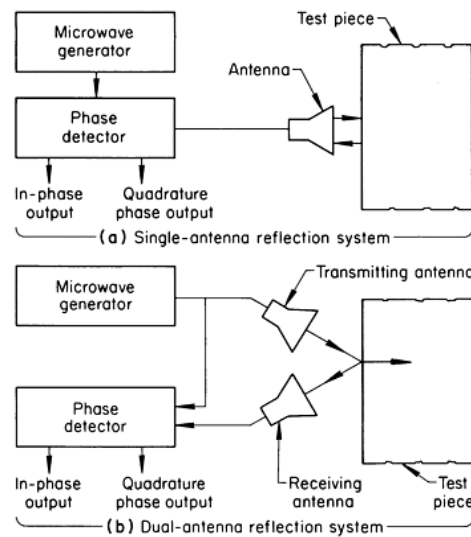 Test piece
Microwave
generator
Antenna
Phase
detector
In-phase
output
Quadrature
phase output
(a) Single-antenna reflection system
Transmitting antenna
Microwave
generator
Phase
detector
In-phase
output
Quadrature
phase output
Receiving
antenna
Test
piece
(b) Dual-antenna reflection system